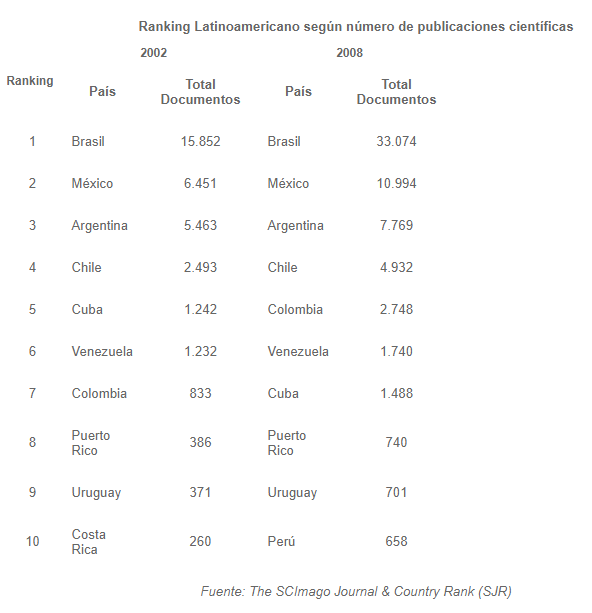 Ranking Latinoamericano según número de publicaciones científicas
2002 2008
Ranking País Total Documentos País Total Documentos
1 Brasil 15.852 Brasil 33.074
2 México 6.451 México 10.994
3 Argentina 5.463 Argentina 7.769
4 Chile 2.493 Chile 4.932
5 Cuba 1.242 Colombia 2.748
6 Venezuela 1.232 Venezuela 1.740
7 Colombia 833 Cuba 1.488
8 Puerto Rico 386 Puerto Rico 740
9 Uruguay 371 Uruguay 701
10 Costa Rica 260 Perú 658
Fuente: The SCImago Journal & Country Rank (SJR)